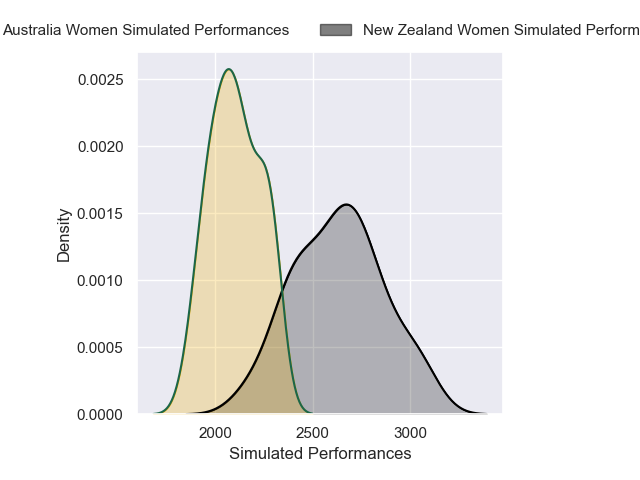 Australia Women Simulated Performances
New Zealand Women Simulated Perform
0.0025
0.0020
0.0015
0.0010
0.0005
0.0000
Density
2000 2500 3000
Simulated Performances